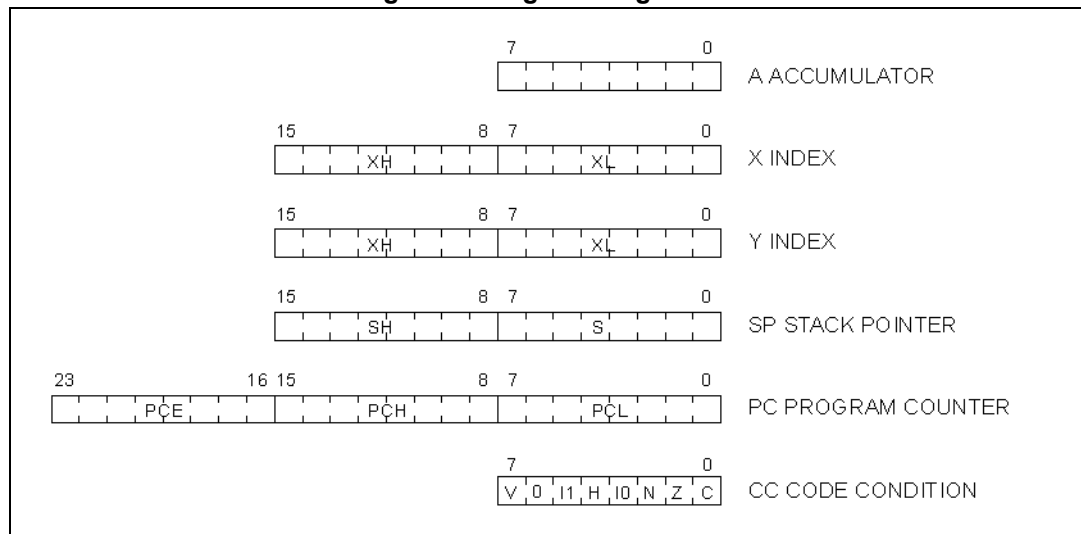 7 0
A ACCUMULATOR
15 8 7 0
XH XL X INDEX
15 8 7 0
XH XL Y INDEX
15 8 7 0
SH S SP STACK POINTER
23 16 15 8 7 0
PCE PCH PCL PC PROGRAM COUNTER
7 0
V 0 I1 H I0 N Z C CC CODE CONDITION